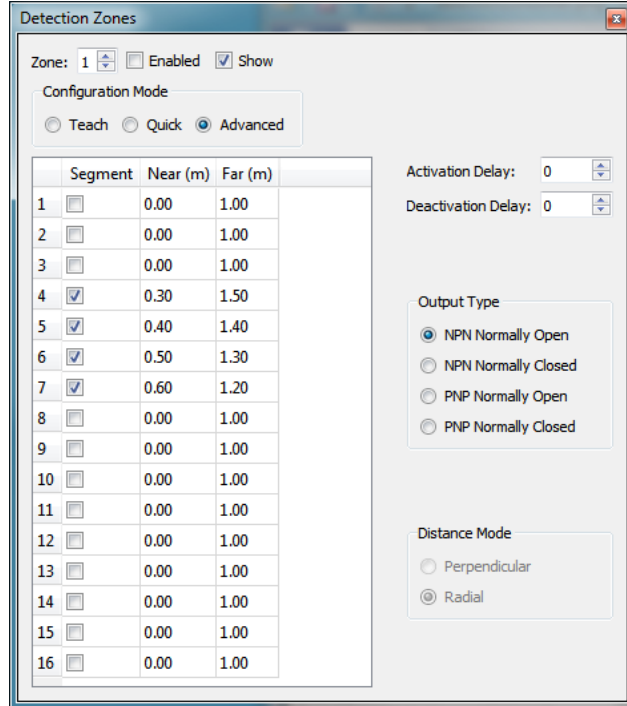 Detection Zones
Zone: 1 Enabled Show
Configuration Mode
Teach Quick Advanced
Segment Near (m) Far (m)
1 0.00 1.00
2 0.00 1.00
3 0.00 1.00
4 0.30 1.50
5 0.40 1.40
6 0.50 1.30
7 0.60 1.20
8 0.00 1.00
9 0.00 1.00
10 0.00 1.00
11 0.00 1.00
12 0.00 1.00
13 0.00 1.00
14 0.00 1.00
15 0.00 1.00
16 0.00 1.00
Activation Delay: 0
Deactivation Delay: 0
Output Type
NPN Normally Open
NPN Normally Closed
PNP Normally Open
PNP Normally Closed
Distance Mode
Perpendicular
Radial